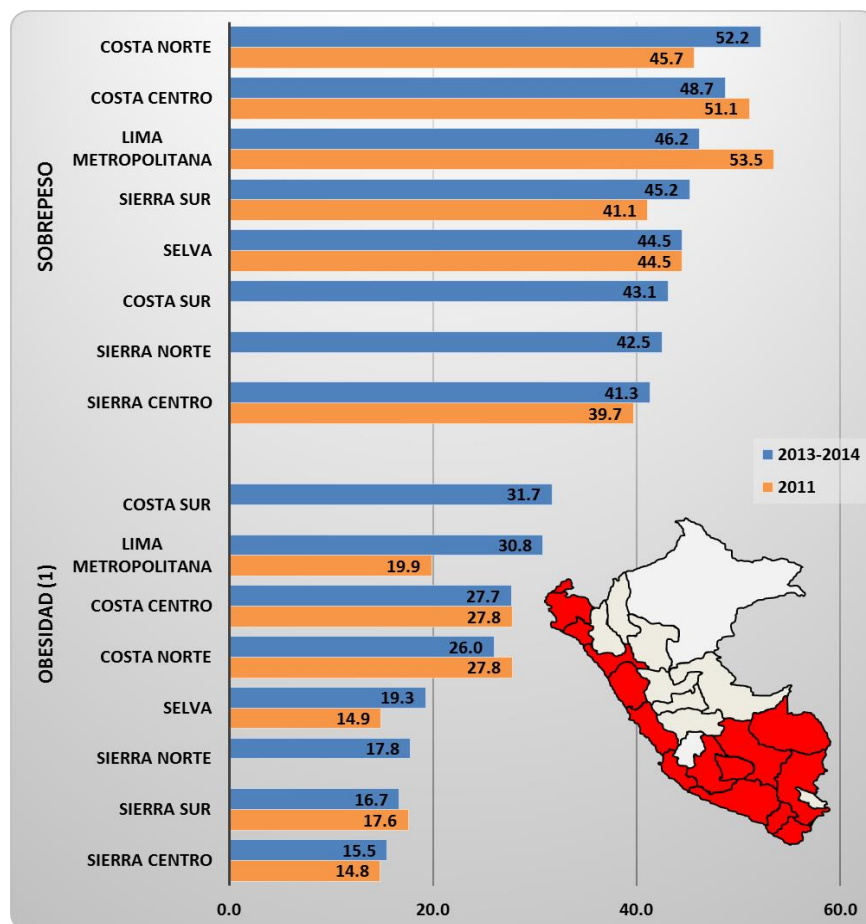 SOBREPESO
COSTA NORTE
52.2
45.7
COSTA CENTRO
48.7
51.1
LIMA
METROPOLITANA
46.2
53.5
SIERRA SUR
45.2
41.1
SELVA
44.5
44.5
COSTA SUR
43.1
SIERRA NORTE
42.5
SIERRA CENTRO
41.3
39.7
2013-2014
2011
OBESIDAD (1)
COSTA SUR
31.7
LIMA
METROPOLITANA
30.8
19.9
COSTA CENTRO
27.7
27.8
COSTA NORTE
26.0
27.8
SELVA
19.3
14.9
SIERRA NORTE
17.8
SIERRA SUR
16.7
17.6
SIERRA CENTRO
15.5
14.8
0.0 20.0 40.0 60.0